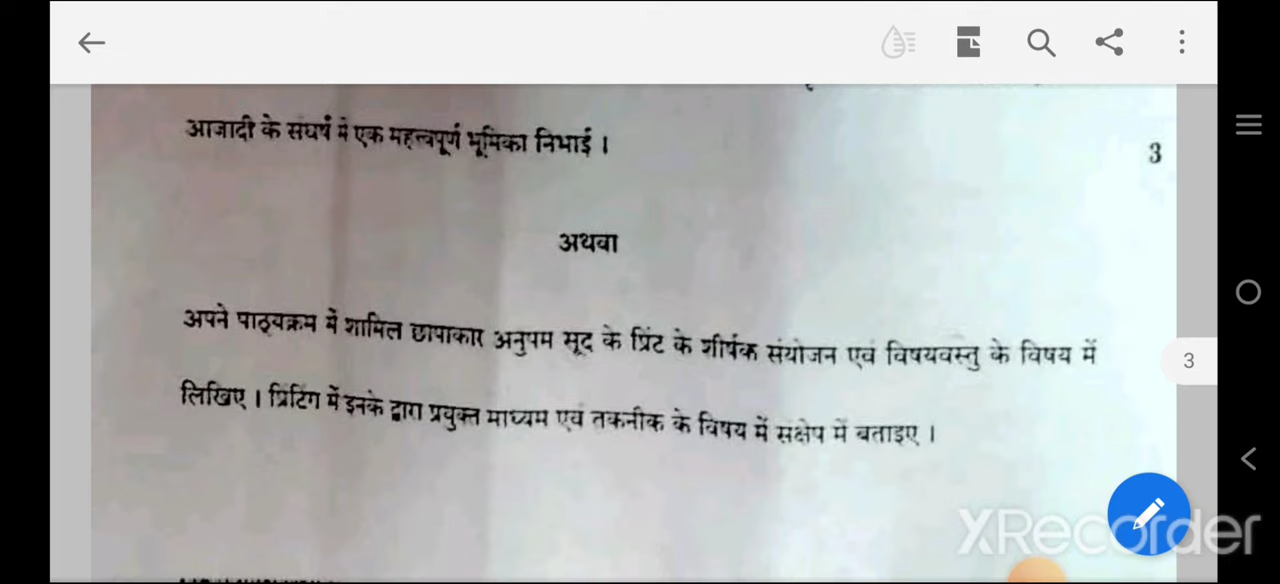 आजादी के संघर्ष में एक महत्त्वपूर्ण भूमिका निभाई ।
3
अथवा
अपने पाठ्यक्रम में शामिल छापाकार अनुपम सूद के प्रिंट के शीर्षक संयोजन एवं विषयवस्तु के विषय में
3
लिखिए । प्रिंटिंग में इनके द्वारा प्रयुक्त माध्यम एवं तकनीक के विषय में संक्षेप में बताइए ।
XRecorder